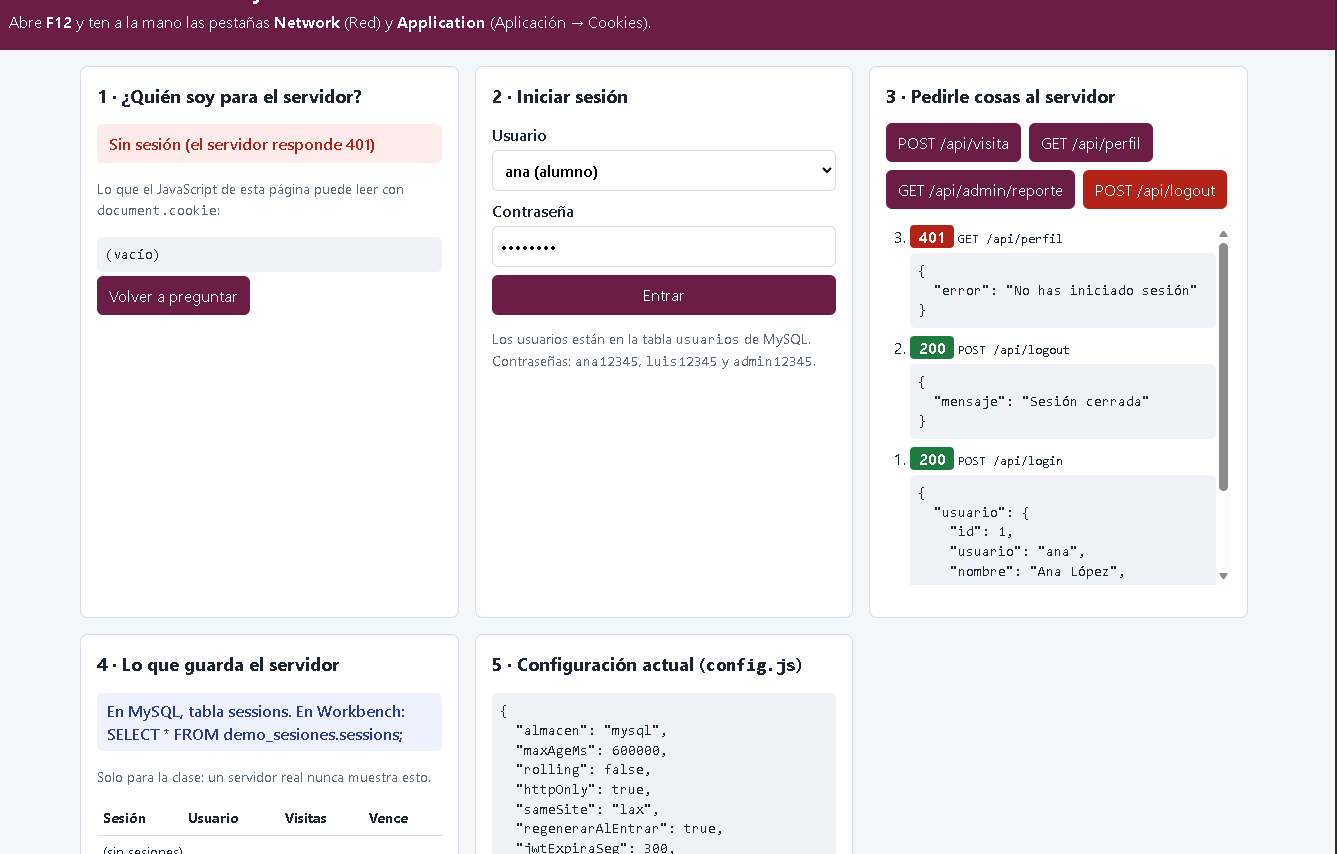 Abre F12 y ten a la mano las pestañas Network (Red) y Application (Aplicación → Cookies).
1 · ¿Quién soy para el servidor?
Sin sesión (el servidor responde 401)
Lo que el JavaScript de esta página puede leer con
document.cookie:
(vacío)
Volver a preguntar
2 · Iniciar sesión
Usuario
ana (alumno)
Contraseña
••••••••
Entrar
Los usuarios están en la tabla usuarios de MySQL.
Contraseñas: ana12345, luis12345 y admin12345.
3 · Pedirle cosas al servidor
POST /api/visita
GET /api/perfil
GET /api/admin/reporte
POST /api/logout
3. 401 GET /api/perfil
{
"error": "No has iniciado sesión"
}
2. 200 POST /api/logout
{
"mensaje": "Sesión cerrada"
}
1. 200 POST /api/login
{
"usuario": {
"id": 1,
"usuario": "ana",
"nombre": "Ana López",
4 · Lo que guarda el servidor
En MySQL, tabla sessions. En Workbench:
SELECT * FROM demo_sesiones.sessions;
Solo para la clase: un servidor real nunca muestra esto.
Sesión Usuario Visitas Vence
(sin sesiones)
5 · Configuración actual (config.js)
{
"almacen": "mysql",
"maxAgeMs": 600000,
"rolling": false,
"httpOnly": true,
"sameSite": "lax",
"regenerarAlEntrar": true,
"jwtExpiraSeg": 300,